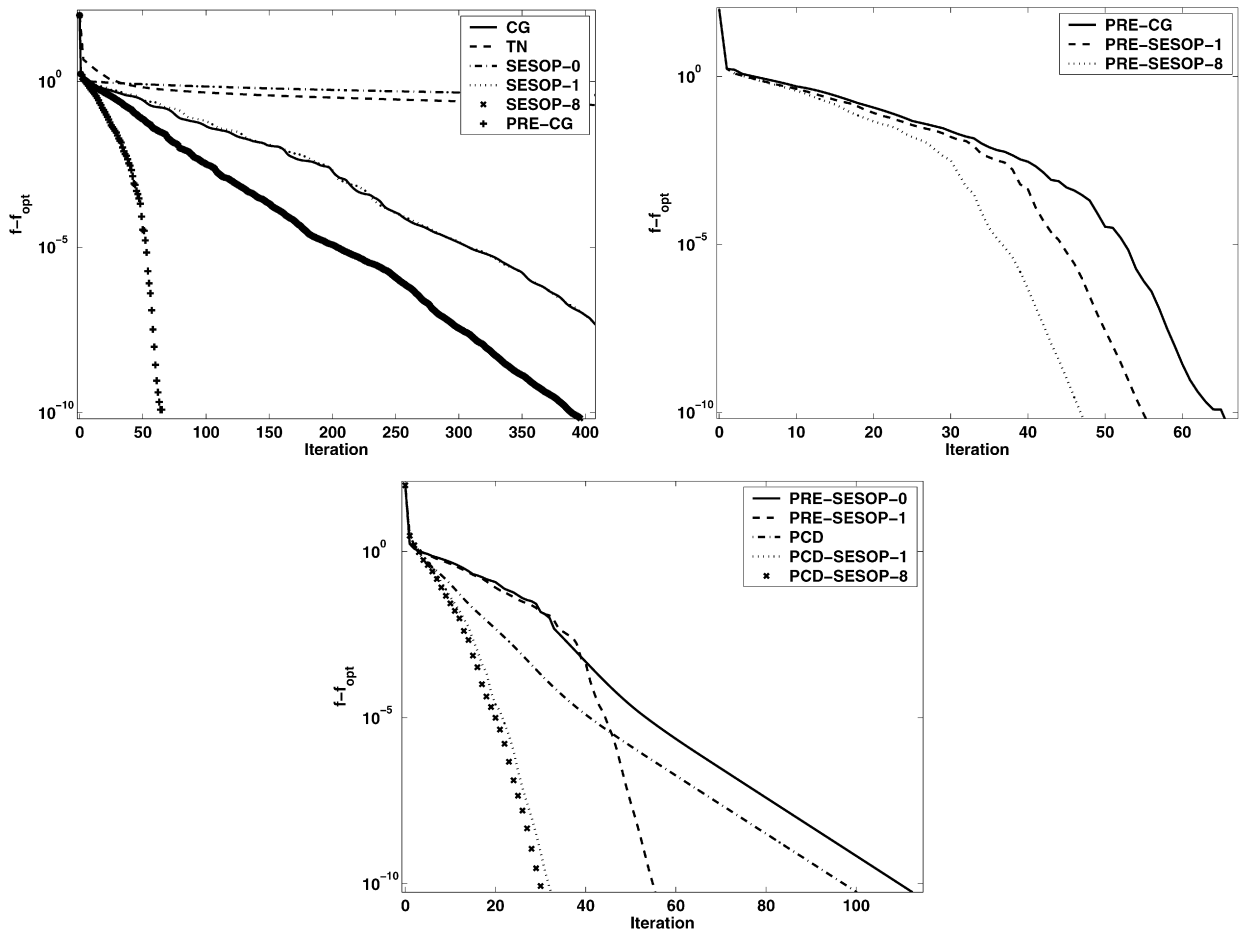 CG
TN
SESOP−0
SESOP−1
SESOP−8
PRE−CG
10^0
10^−5
10^−10
f−f_opt
0 50 100 150 200 250 300 350 400
Iteration
PRE−CG
PRE−SESOP−1
PRE−SESOP−8
10^0
10^−5
10^−10
f−f_opt
0 10 20 30 40 50 60
Iteration
PRE−SESOP−0
PRE−SESOP−1
PCD
PCD−SESOP−1
PCD−SESOP−8
10^0
10^−5
10^−10
f−f_opt
0 20 40 60 80 100
Iteration